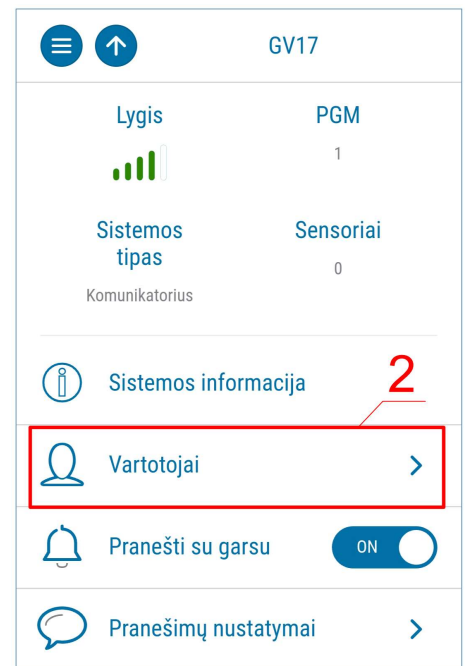 GV17
Lygis
PGM
1
Sistemos
tipas
Sensoriai
0
Komunikatorius
Sistemos informacija
2
Vartotojai
Pranešti su garsu
ON
Pranešimų nustatymai